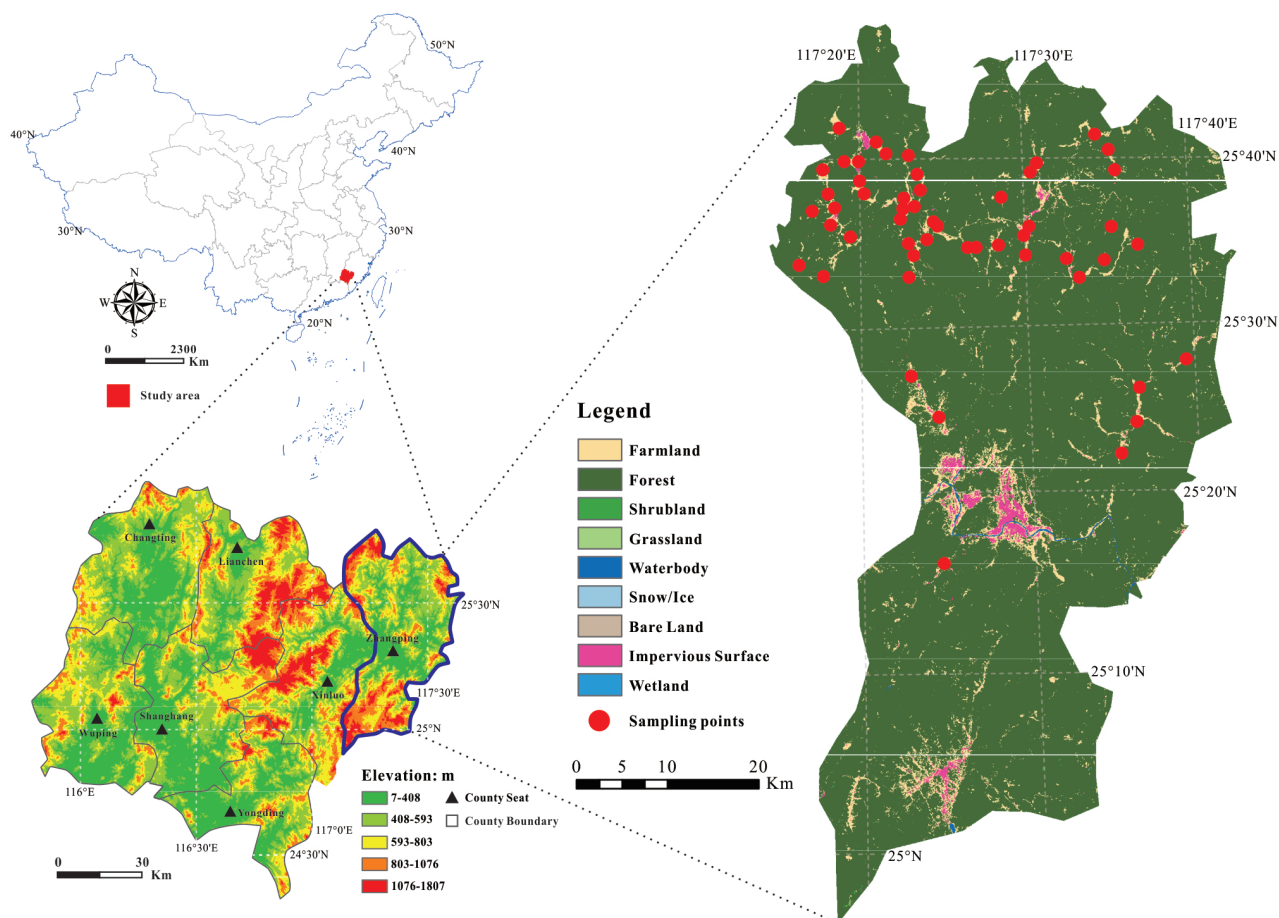 50°N
40°N
40°N
30°N
30°N
20°N
N
W
E
S
0
2300
Km
Study area
117°20'E
117°30'E
117°40'E
25°40'N
25°30'N
25°20'N
25°10'N
25°N
Legend
Farmland
Forest
Shrubland
Grassland
Waterbody
Snow/Ice
Bare Land
Impervious Surface
Wetland
Sampling points
0
5
10
20
Km
Changting
Lianchen
Zhangping
Xinluo
Wuping
Shanghang
Yongding
25°30'N
117°30'E
25°N
116°E
116°30'E
117°0'E
24°30'N
Elevation: m
7-408
408-593
593-803
803-1076
1076-1807
County Seat
County Boundary
0
30
Km